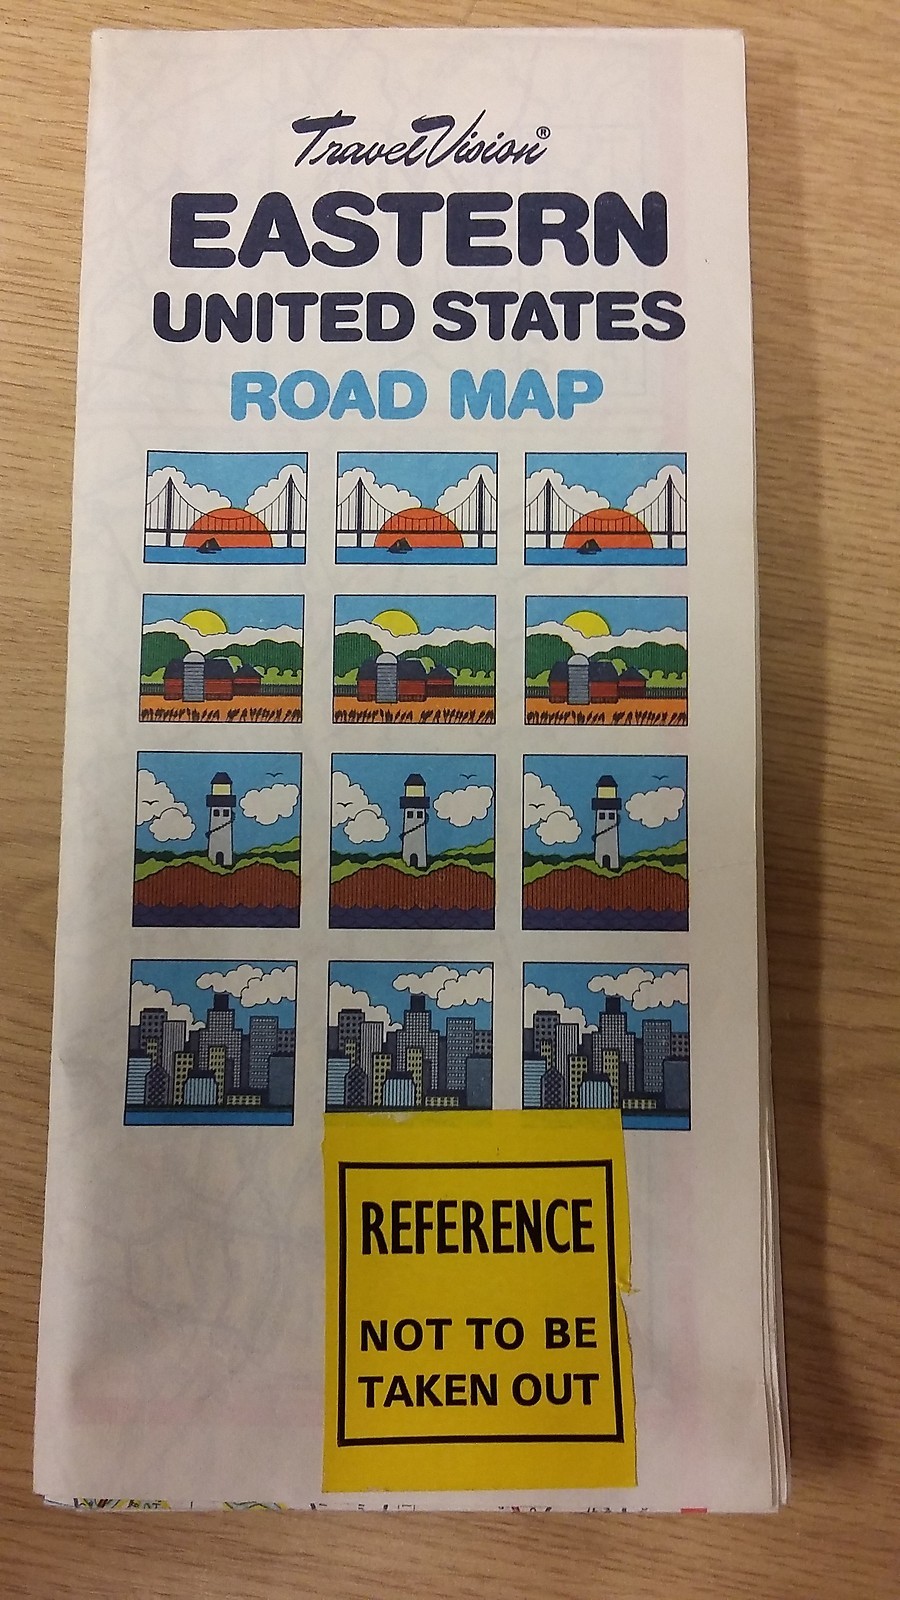 TravelVision®
EASTERN
UNITED STATES
ROAD MAP
REFERENCE
NOT TO BE
TAKEN OUT